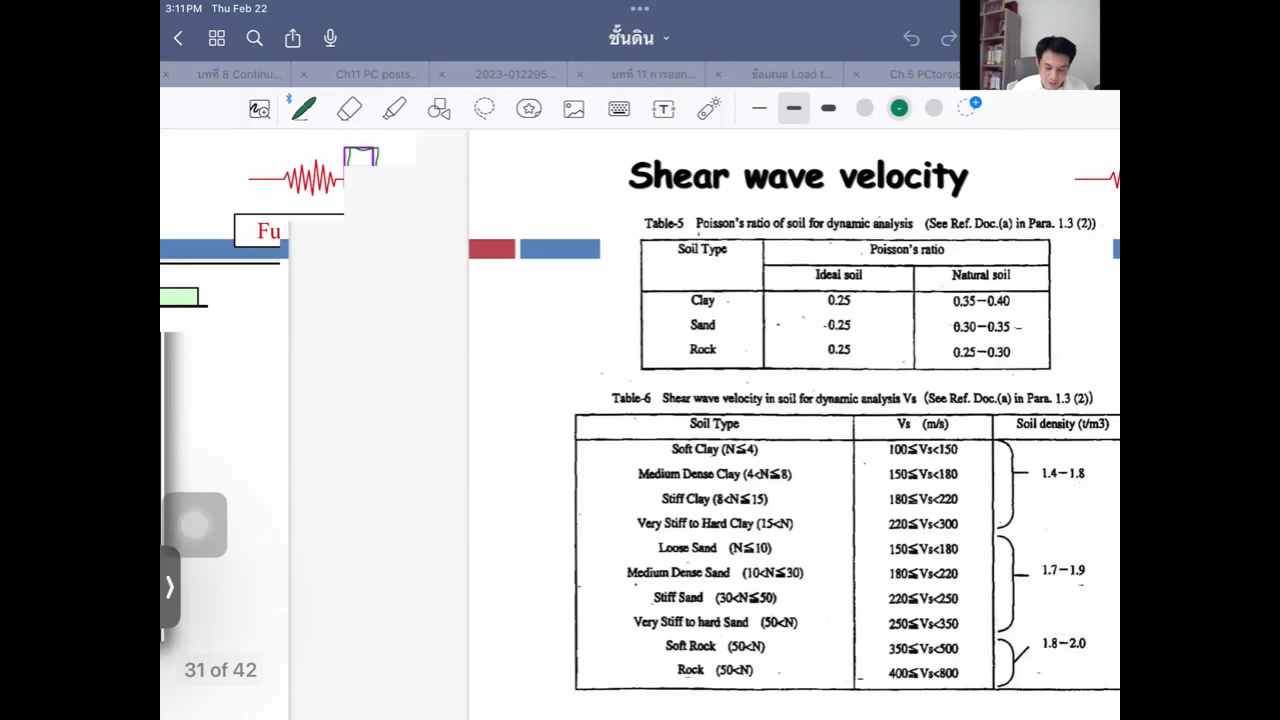 3:11 PM Thu Feb 22
ชั้นดิน
บทที่ 8 Continu...
Ch11 PC posts...
2023-012295...
บทที่ 11 การออก...
ข้อเสนอ Load t...
Ch.5 PCtorsio
Fu
Shear wave velocity
Table-5 Poisson's ratio of soil for dynamic analysis (See Ref. Doc.(a) in Para. 1.3 (2))
Soil Type Poisson's ratio
Ideal soil Natural soil
Clay 0.25 0.35-0.40
Sand 0.25 0.30-0.35
Rock 0.25 0.25-0.30
Table-6 Shear wave velocity in soil for dynamic analysis Vs (See Ref. Doc.(a) in Para. 1.3 (2))
Soil Type Vs (m/s) Soil density (t/m3)
Soft Clay (N≦4) 100≦Vs<150
Medium Dense Clay (4<N≦8) 150≦Vs<180 1.4-1.8
Stiff Clay (8<N≦15) 180≦Vs<220
Very Stiff to Hard Clay (15<N) 220≦Vs<300
Loose Sand (N≦10) 150≦Vs<180
Medium Dense Sand (10<N≦30) 180≦Vs<220 1.7-1.9
Stiff Sand (30<N≦50) 220≦Vs<250
Very Stiff to hard Sand (50<N) 250≦Vs<350
Soft Rock (50<N) 350≦Vs<500 1.8-2.0
Rock (50<N) 400≦Vs<800
31 of 42